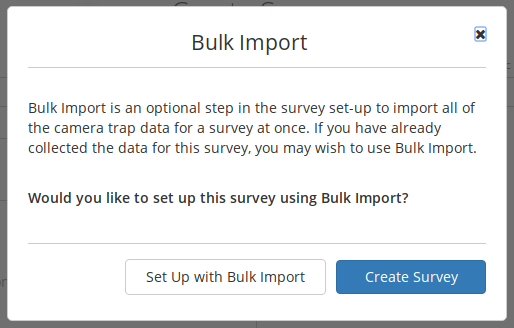 Bulk Import
Bulk Import is an optional step in the survey set-up to import all of
the camera trap data for a survey at once. If you have already
collected the data for this survey, you may wish to use Bulk Import.
Would you like to set up this survey using Bulk Import?
Set Up with Bulk Import
Create Survey